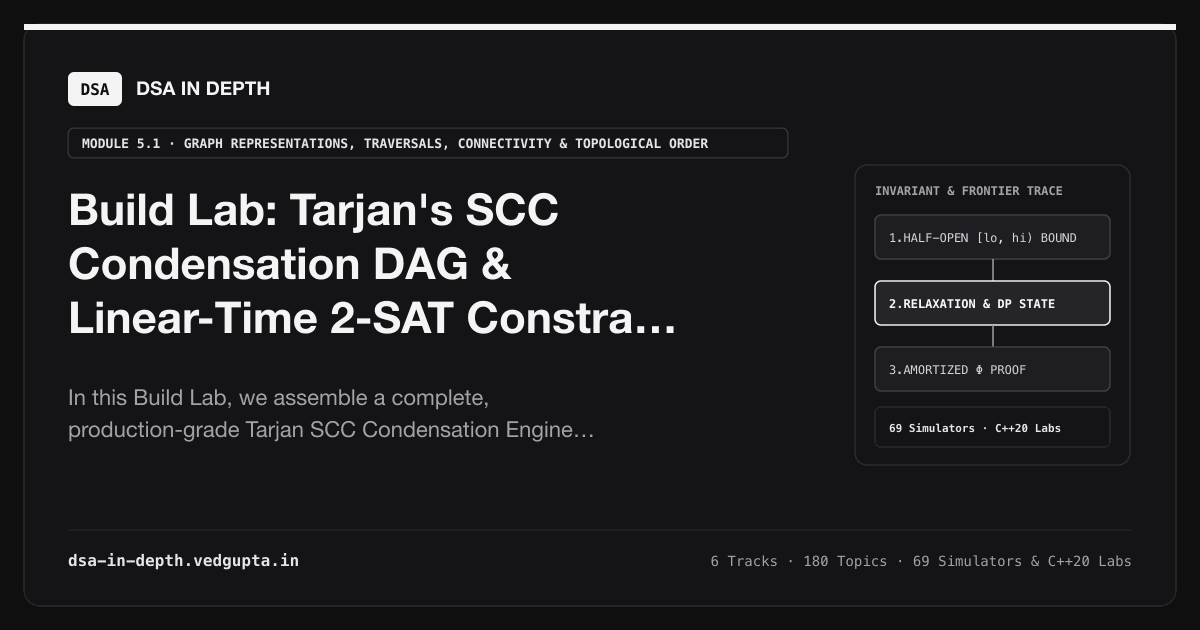 DSA
DSA IN DEPTH
MODULE 5.1 · GRAPH REPRESENTATIONS, TRAVERSALS, CONNECTIVITY & TOPOLOGICAL ORDER
Build Lab: Tarjan's SCC
Condensation DAG &
Linear-Time 2-SAT Constra...
In this Build Lab, we assemble a complete,
production-grade Tarjan SCC Condensation Engine...
INVARIANT & FRONTIER TRACE
1.HALF-OPEN [lo, hi) BOUND
2.RELAXATION & DP STATE
3.AMORTIZED Φ PROOF
69 Simulators · C++20 Labs
dsa-in-depth.vedgupta.in
6 Tracks · 180 Topics · 69 Simulators & C++20 Labs